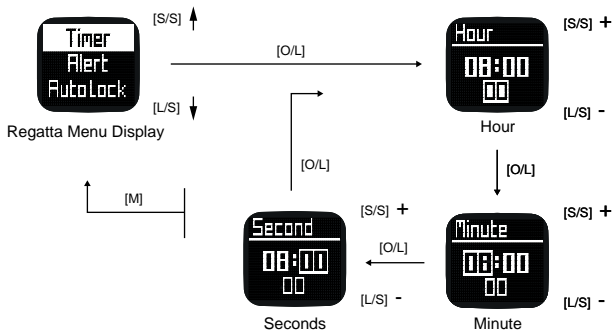 [S/S]
Timer
Alert
AutoLock
[L/S]
Regatta Menu Display
[O/L]
[S/S] +
Hour
08:00
00
[L/S] -
Hour
[O/L]
[O/L]
[M]
[S/S] +
Second
08:00
00
[L/S] -
Seconds
[O/L]
[S/S] +
Minute
08:00
00
[L/S] -
Minute